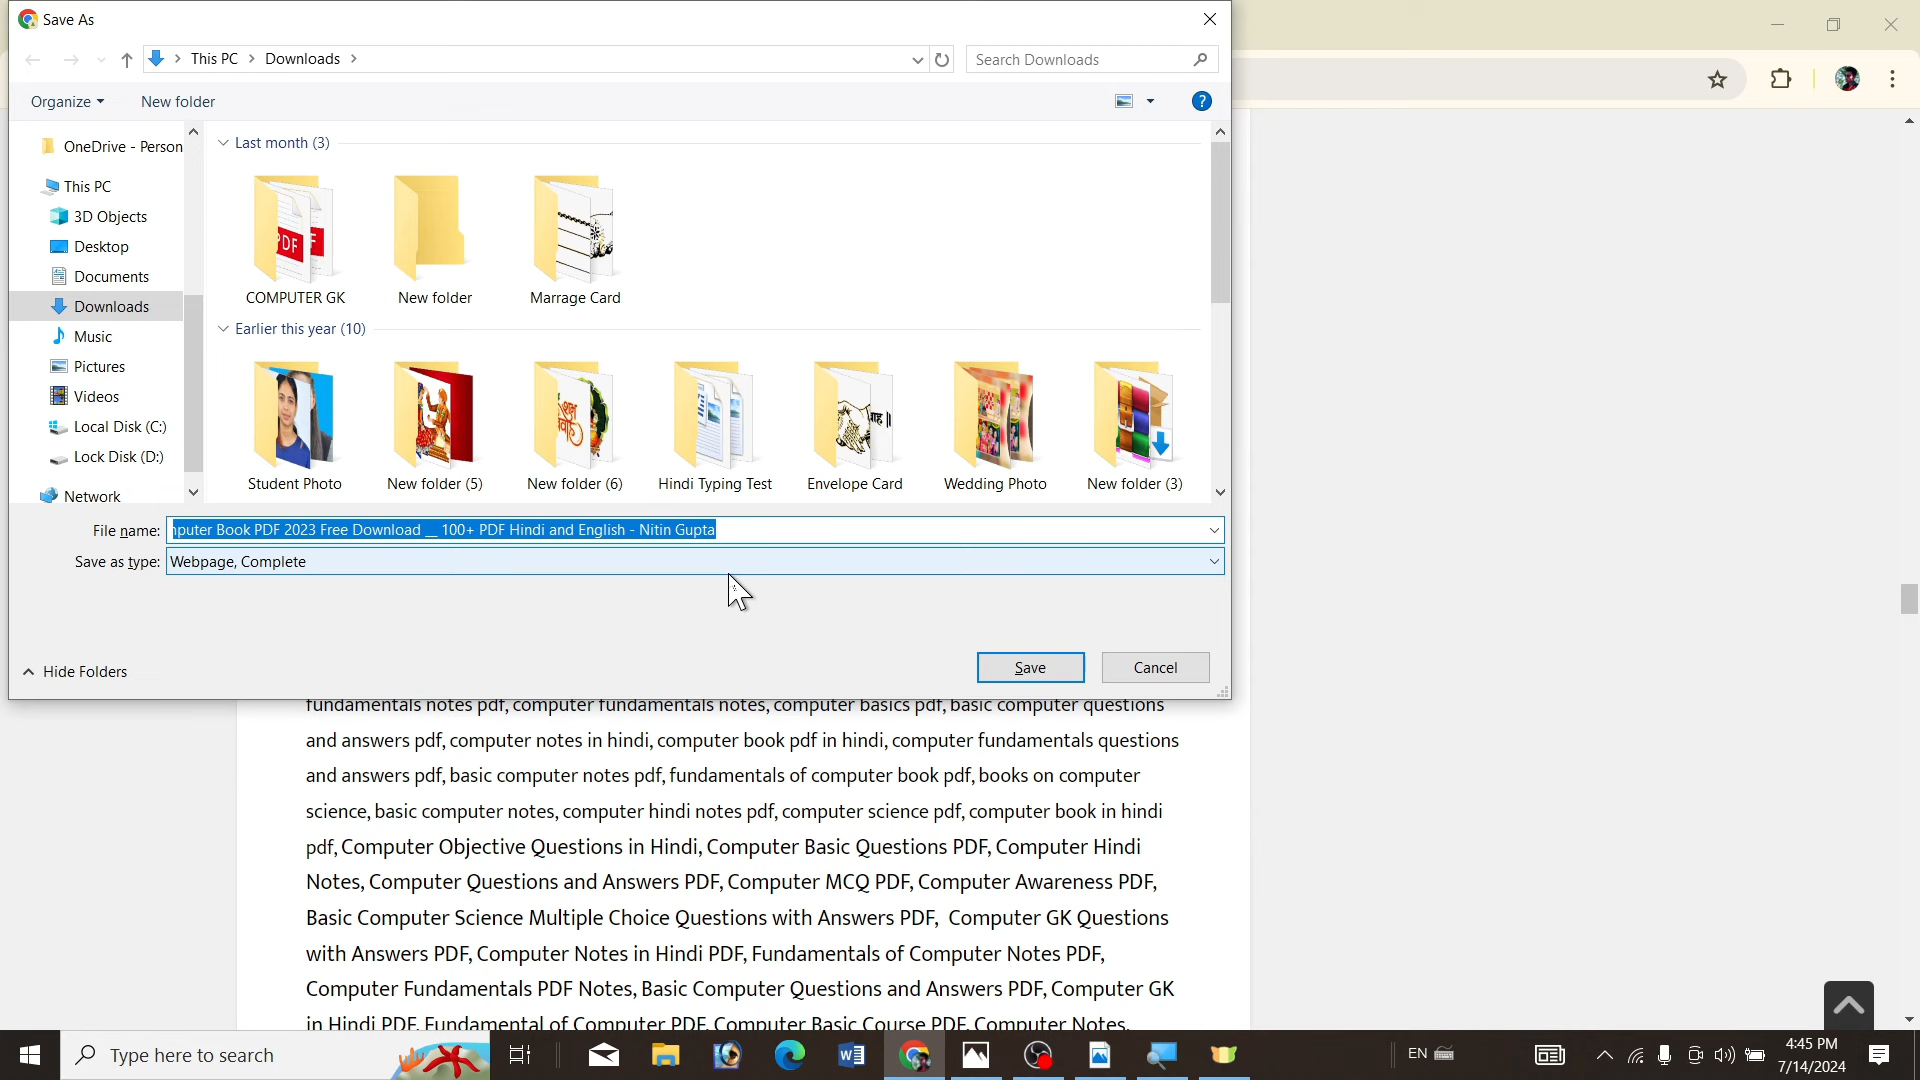 Save As
This PC
Downloads
Search Downloads
Organize
New folder
OneDrive - Person
This PC
3D Objects
Desktop
Documents
Downloads
Music
Pictures
Videos
Local Disk (C:)
Lock Disk (D:)
Network
Last month (3)
COMPUTER GK
New folder
Marrage Card
Earlier this year (10)
Student Photo
New folder (5)
New folder (6)
Hindi Typing Test
Envelope Card
Wedding Photo
New folder (3)
File name: nputer Book PDF 2023 Free Download __ 100+ PDF Hindi and English - Nitin Gupta
Save as type: Webpage, Complete
Hide Folders
Save
Cancel
fundamentals notes pdf, computer fundamentals notes, computer basics pdf, basic computer questions
and answers pdf, computer notes in hindi, computer book pdf in hindi, computer fundamentals questions
and answers pdf, basic computer notes pdf, fundamentals of computer book pdf, books on computer
science, basic computer notes, computer hindi notes pdf, computer science pdf, computer book in hindi
pdf, Computer Objective Questions in Hindi, Computer Basic Questions PDF, Computer Hindi
Notes, Computer Questions and Answers PDF, Computer MCQ PDF, Computer Awareness PDF,
Basic Computer Science Multiple Choice Questions with Answers PDF, Computer GK Questions
with Answers PDF, Computer Notes in Hindi PDF, Fundamentals of Computer Notes PDF,
Computer Fundamentals PDF Notes, Basic Computer Questions and Answers PDF, Computer GK
in Hindi PDF, Fundamental of Computer PDF, Computer Basic Course PDF, Computer Notes,
Type here to search
EN
4:45 PM
7/14/2024